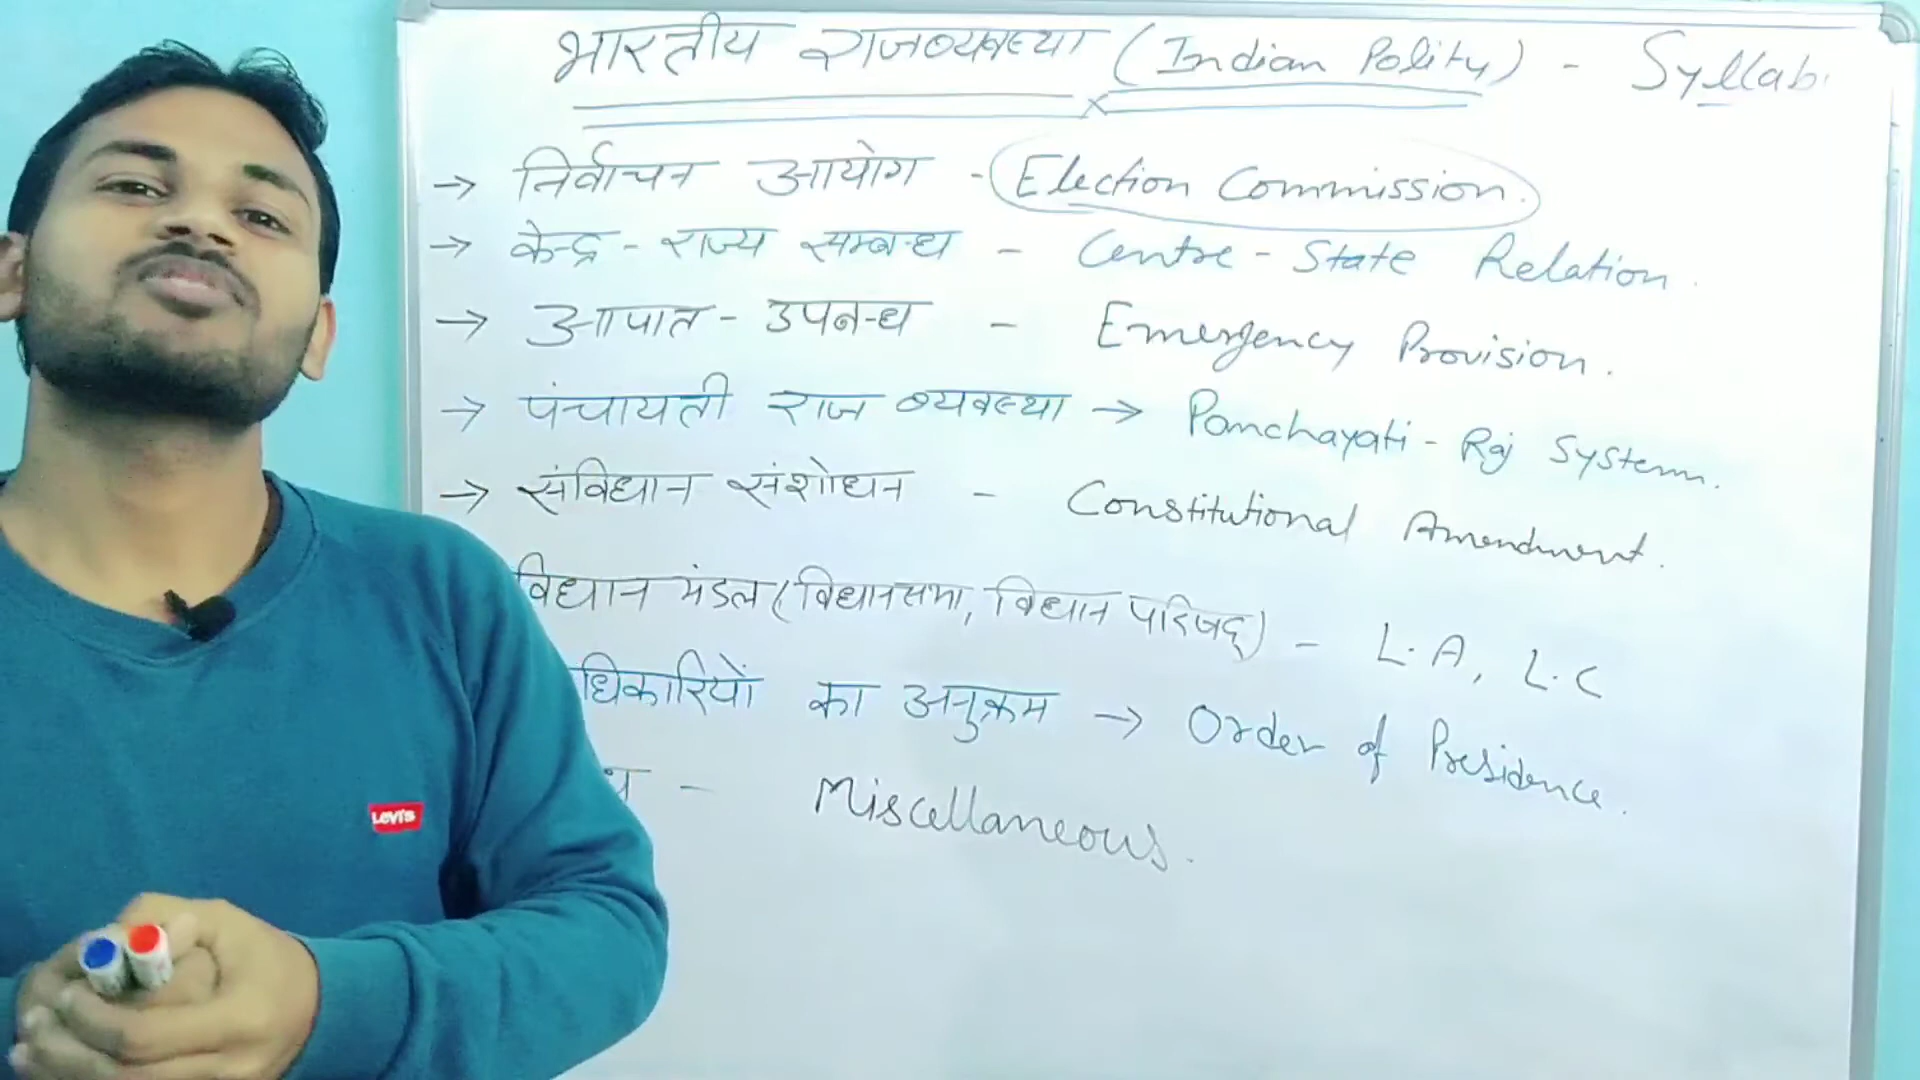 भारतीय राजव्यवस्था (Indian Polity) - Syllab
→ निर्वाचन आयोग - Election Commission.
→ केन्द्र - राज्य सम्बन्ध - Centre - State Relation.
→ आपात - उपबन्ध - Emergency Provision.
→ पंचायती राज व्यवस्था → Panchayati - Raj System.
→ संविधान संशोधन - Constitutional Amendment.
विधान मंडल (विधानसभा, विधान परिषद्) - L.A, L.C
धिकारियों का अनुक्रम → Order of Presidence.
- Miscellaneous.
Levi's